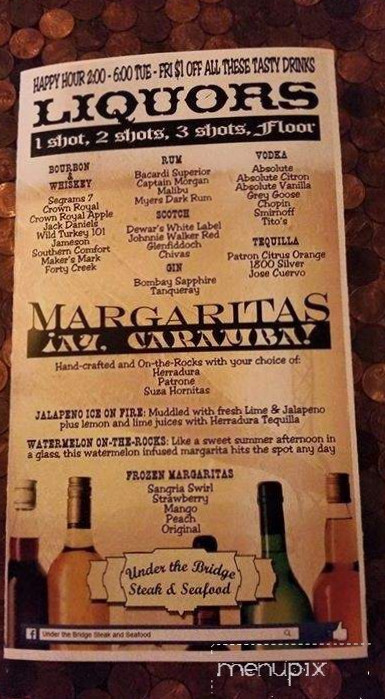 HAPPY HOUR 2:00 - 6:00 TUE - FRI $1 OFF ALL THESE TASTY DRINKS
LIQUORS
1 shot, 2 shots, 3 shots, Floor
BOURBON
&
WHISKEY
Segrams 7
Crown Royal
Crown Royal Apple
Jack Daniels
Wild Turkey 101
Jameson
Southern Comfort
Maker's Mark
Forty Creek
RUM
Bacardi Superior
Captain Morgan
Malibu
Myers Dark Rum
SCOTCH
Dewar's White Label
Johnnie Walker Red
Glenfiddoch
Chivas
GIN
Bombay Sapphire
Tanqueray
VODKA
Absolute
Absolute Citron
Absolute Vanilla
Grey Goose
Chopin
Smirnoff
Tito's
TEQUILLA
Patron Citrus Orange
1800 Silver
Jose Cuervo
MARGARITAS
¡AY, CARAMBA!
Hand-crafted and On-the-Rocks with your choice of:
Herradura
Patrone
Suza Hornitas
JALAPENO ICE ON FIRE: Muddled with fresh Lime & Jalapeno
plus lemon and lime juices with Herradura Tequilla
WATERMELON ON-THE-ROCKS: Like a sweet summer afternoon in
a glass, this watermelon infused margarita hits the spot any day
FROZEN MARGARITAS
Sangria Swirl
Strawberry
Mango
Peach
Original
Under the Bridge
Steak & Seafood
f Under the Bridge Steak and Seafood
menupix